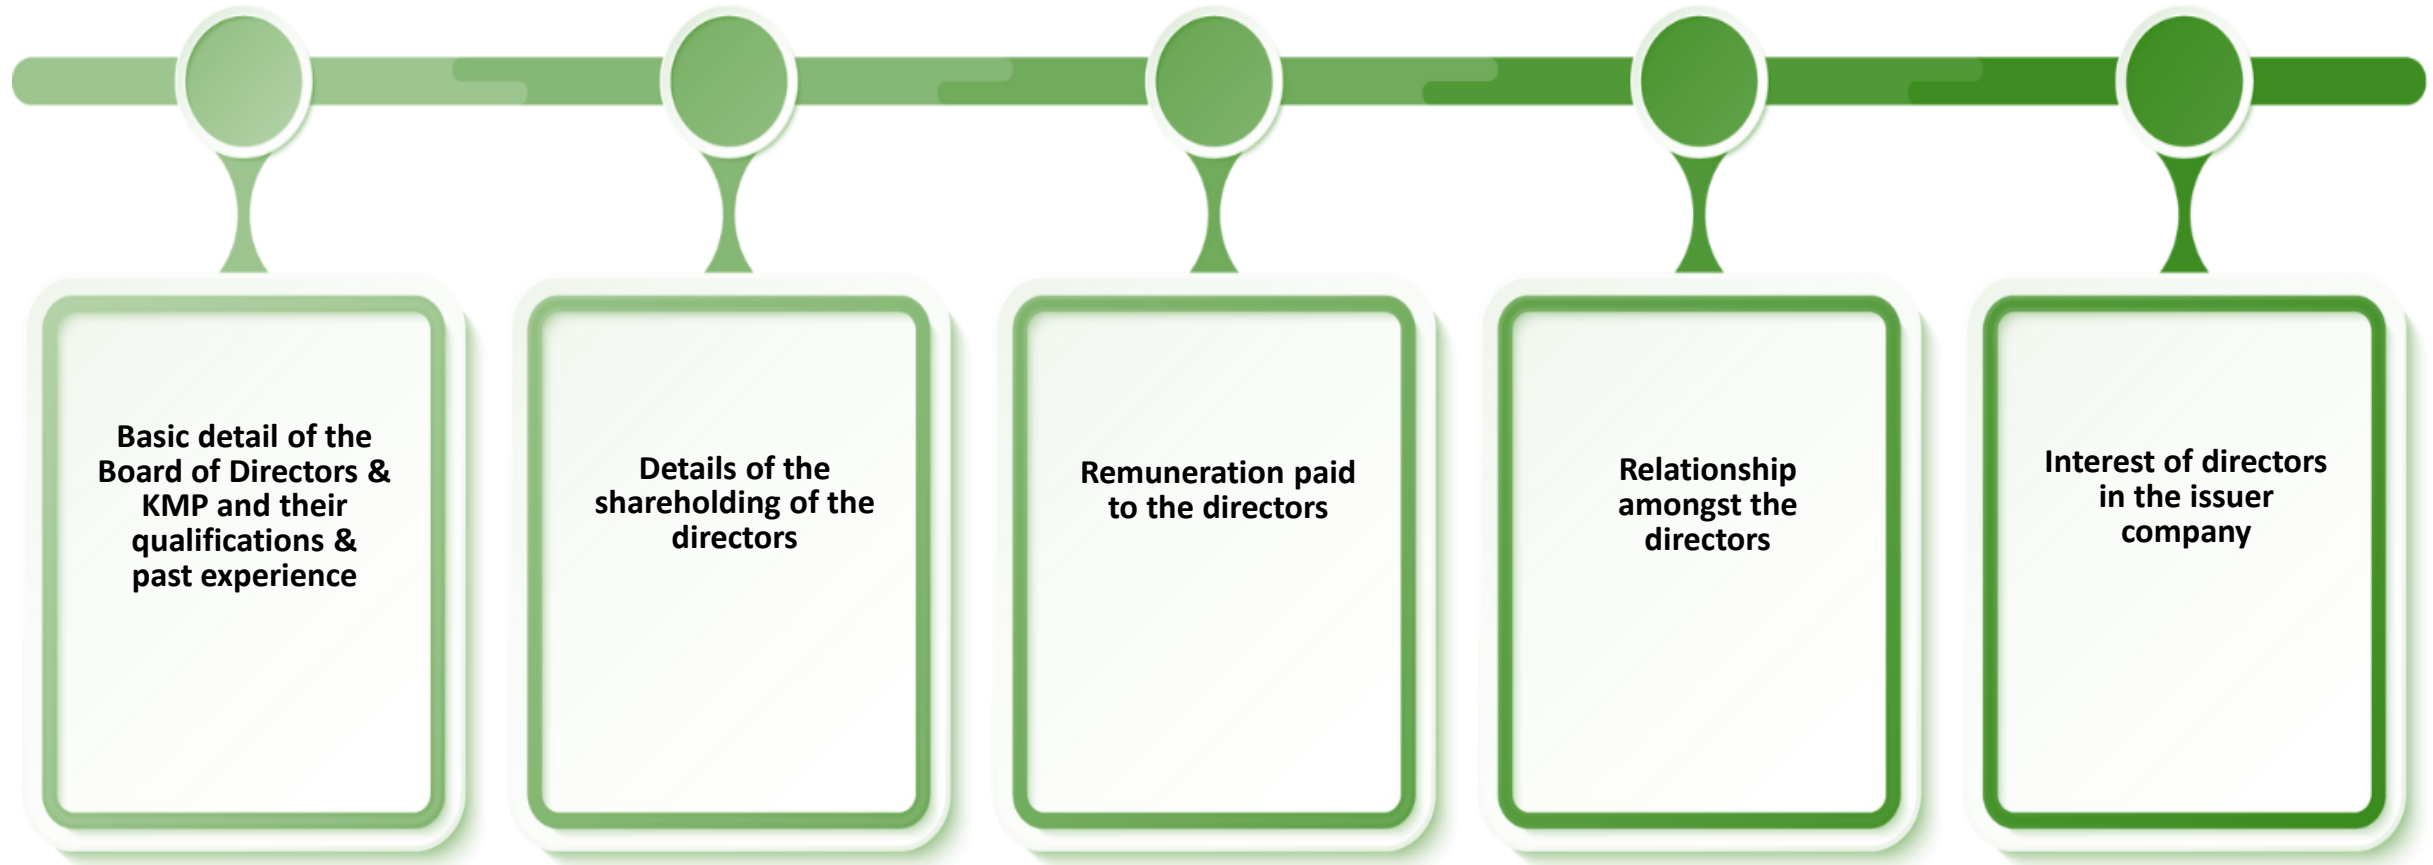 Basic detail of the
Board of Directors &
KMP and their
qualifications &
past experience
Details of the
shareholding of the
directors
Remuneration paid
to the directors
Relationship
amongst the
directors
Interest of directors
in the issuer
company